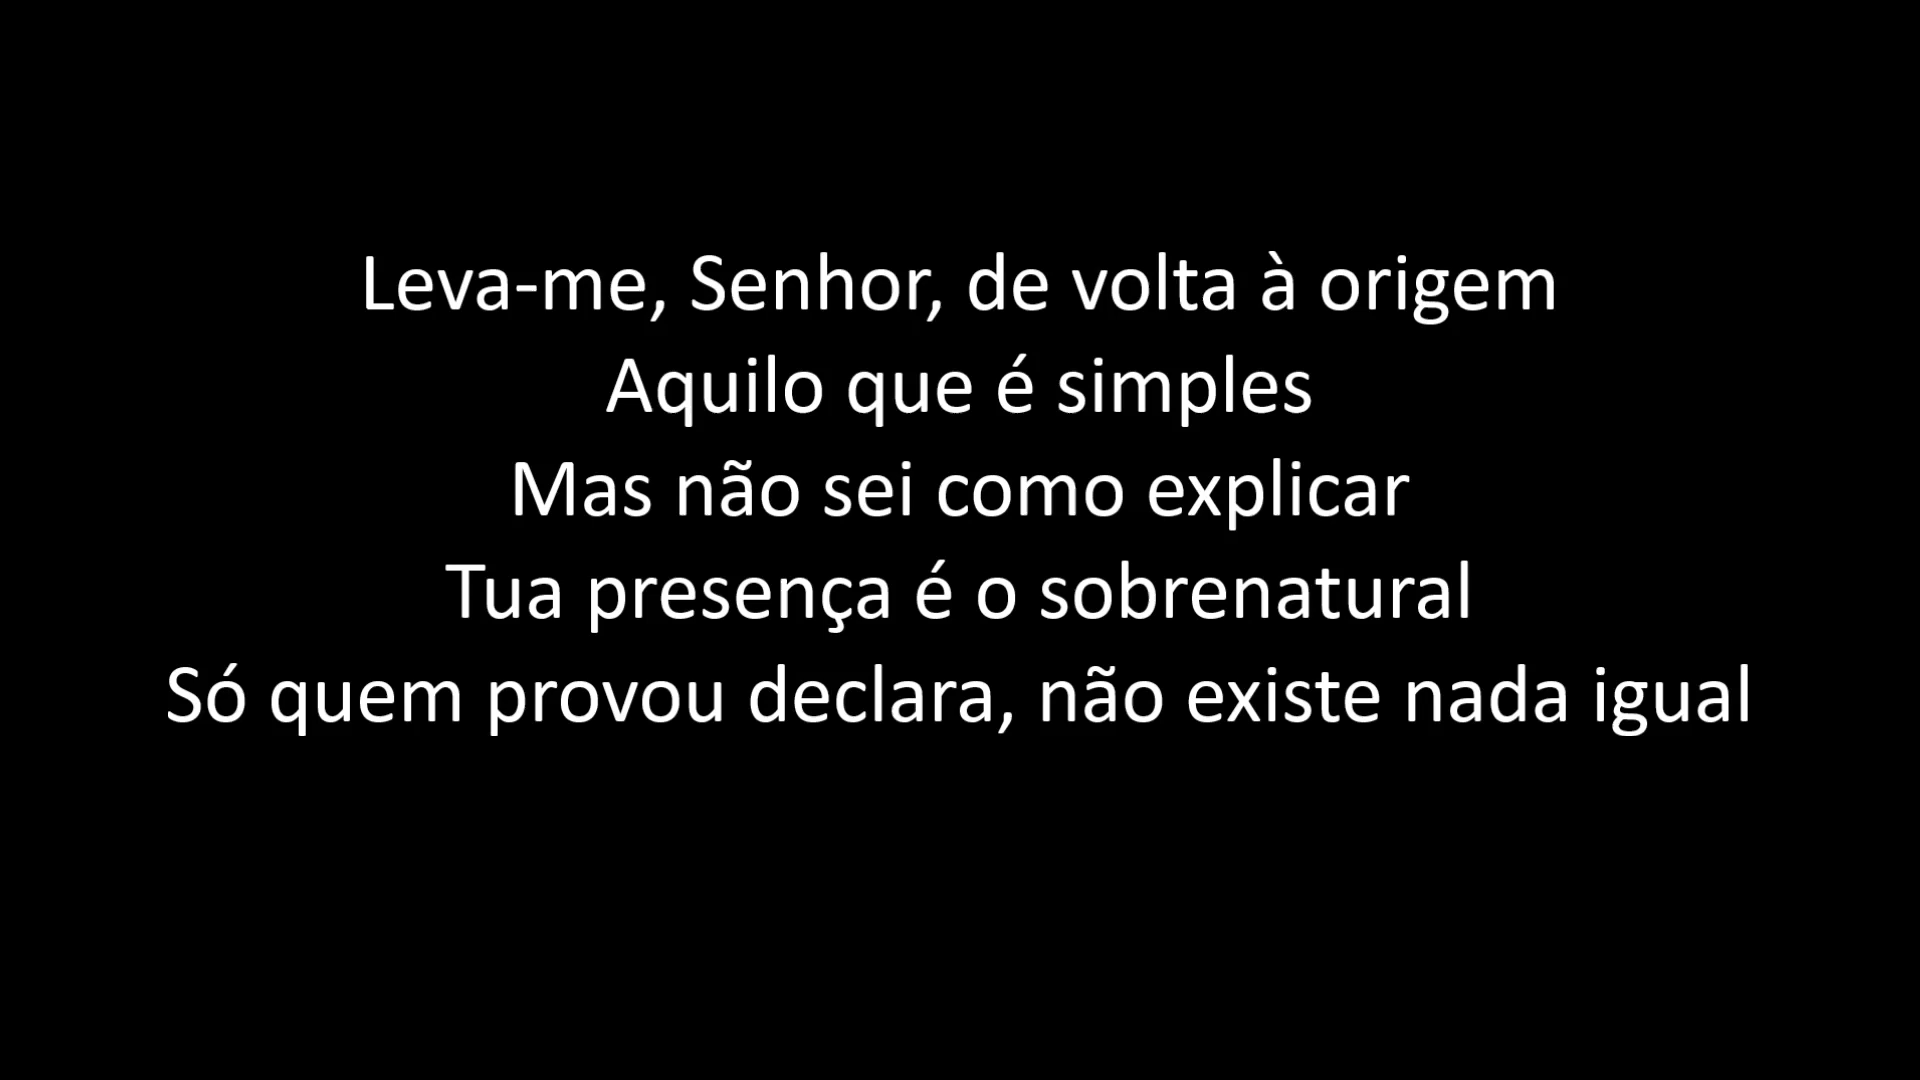 Leva-me, Senhor, de volta à origem
Aquilo que é simples
Mas não sei como explicar
Tua presença é o sobrenatural
Só quem provou declara, não existe nada igual